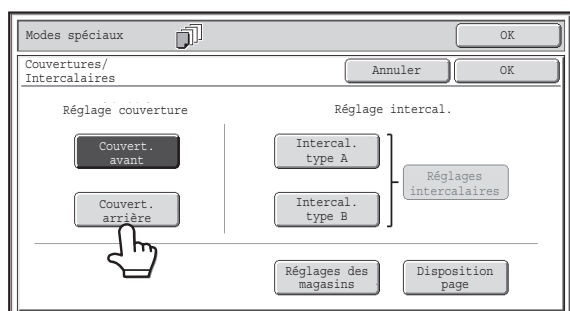 Modes spéciaux
OK
Couvertures/
Intercalaires
Annuler
OK
Réglage couverture
Réglage intercal.
Couvert.
avant
Intercal.
type A
Réglages
intercalaires
Couvert.
arrière
Intercal.
type B
Réglages des
magasins
Disposition
page